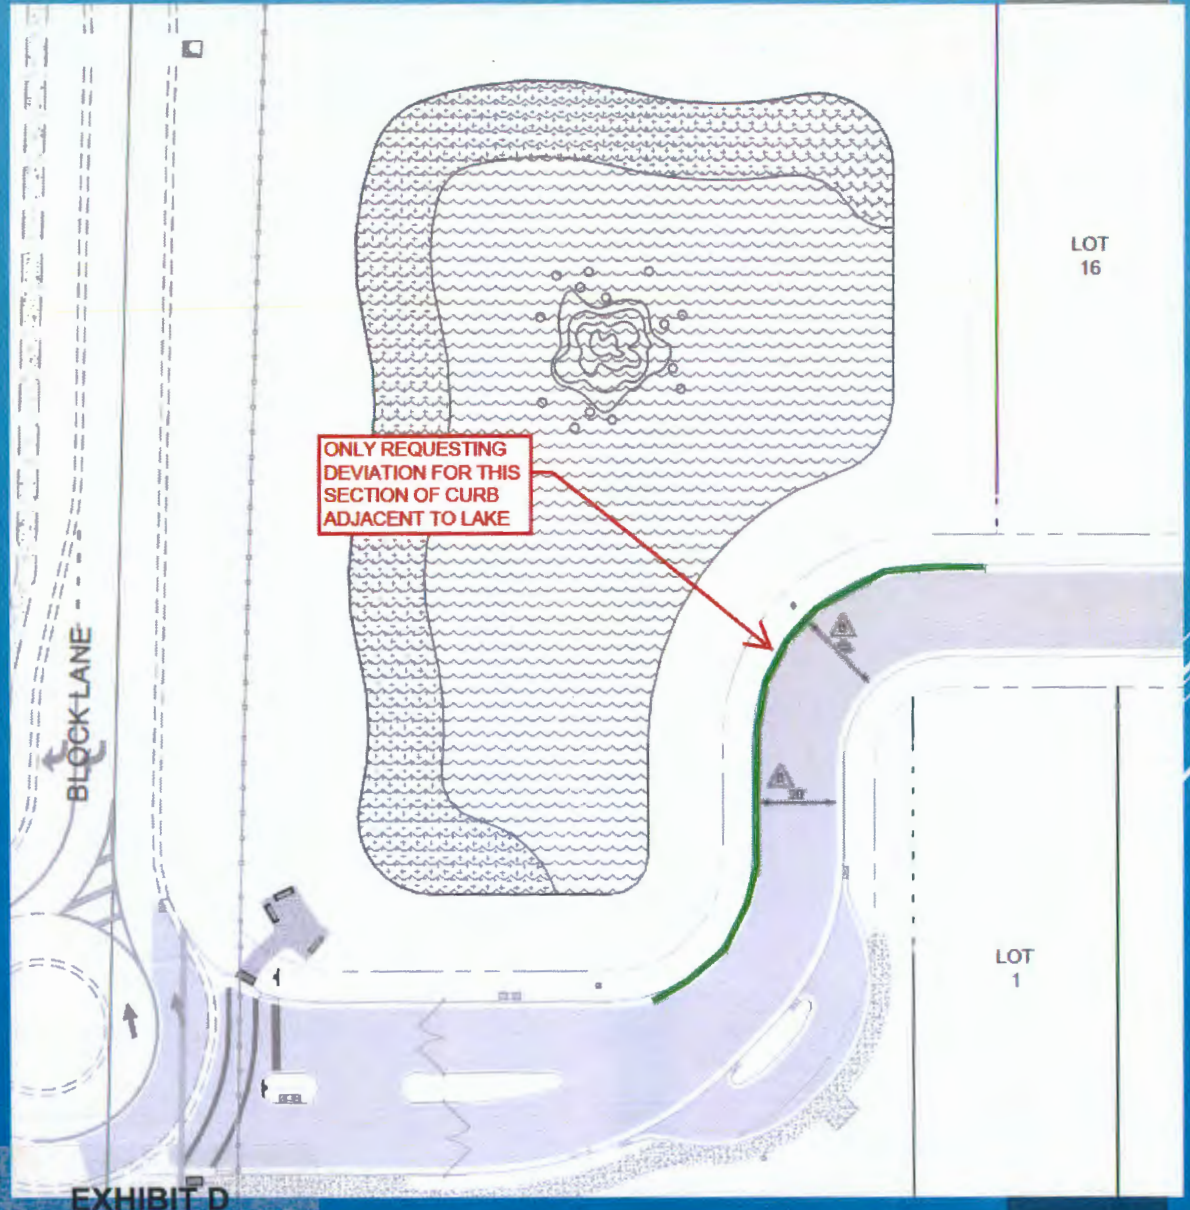 LOT
16
ONLY REQUESTING
DEVIATION FOR THIS
SECTION OF CURB
ADJACENT TO LAKE
BLOCK LANE
LOT
1
EXHIBIT D